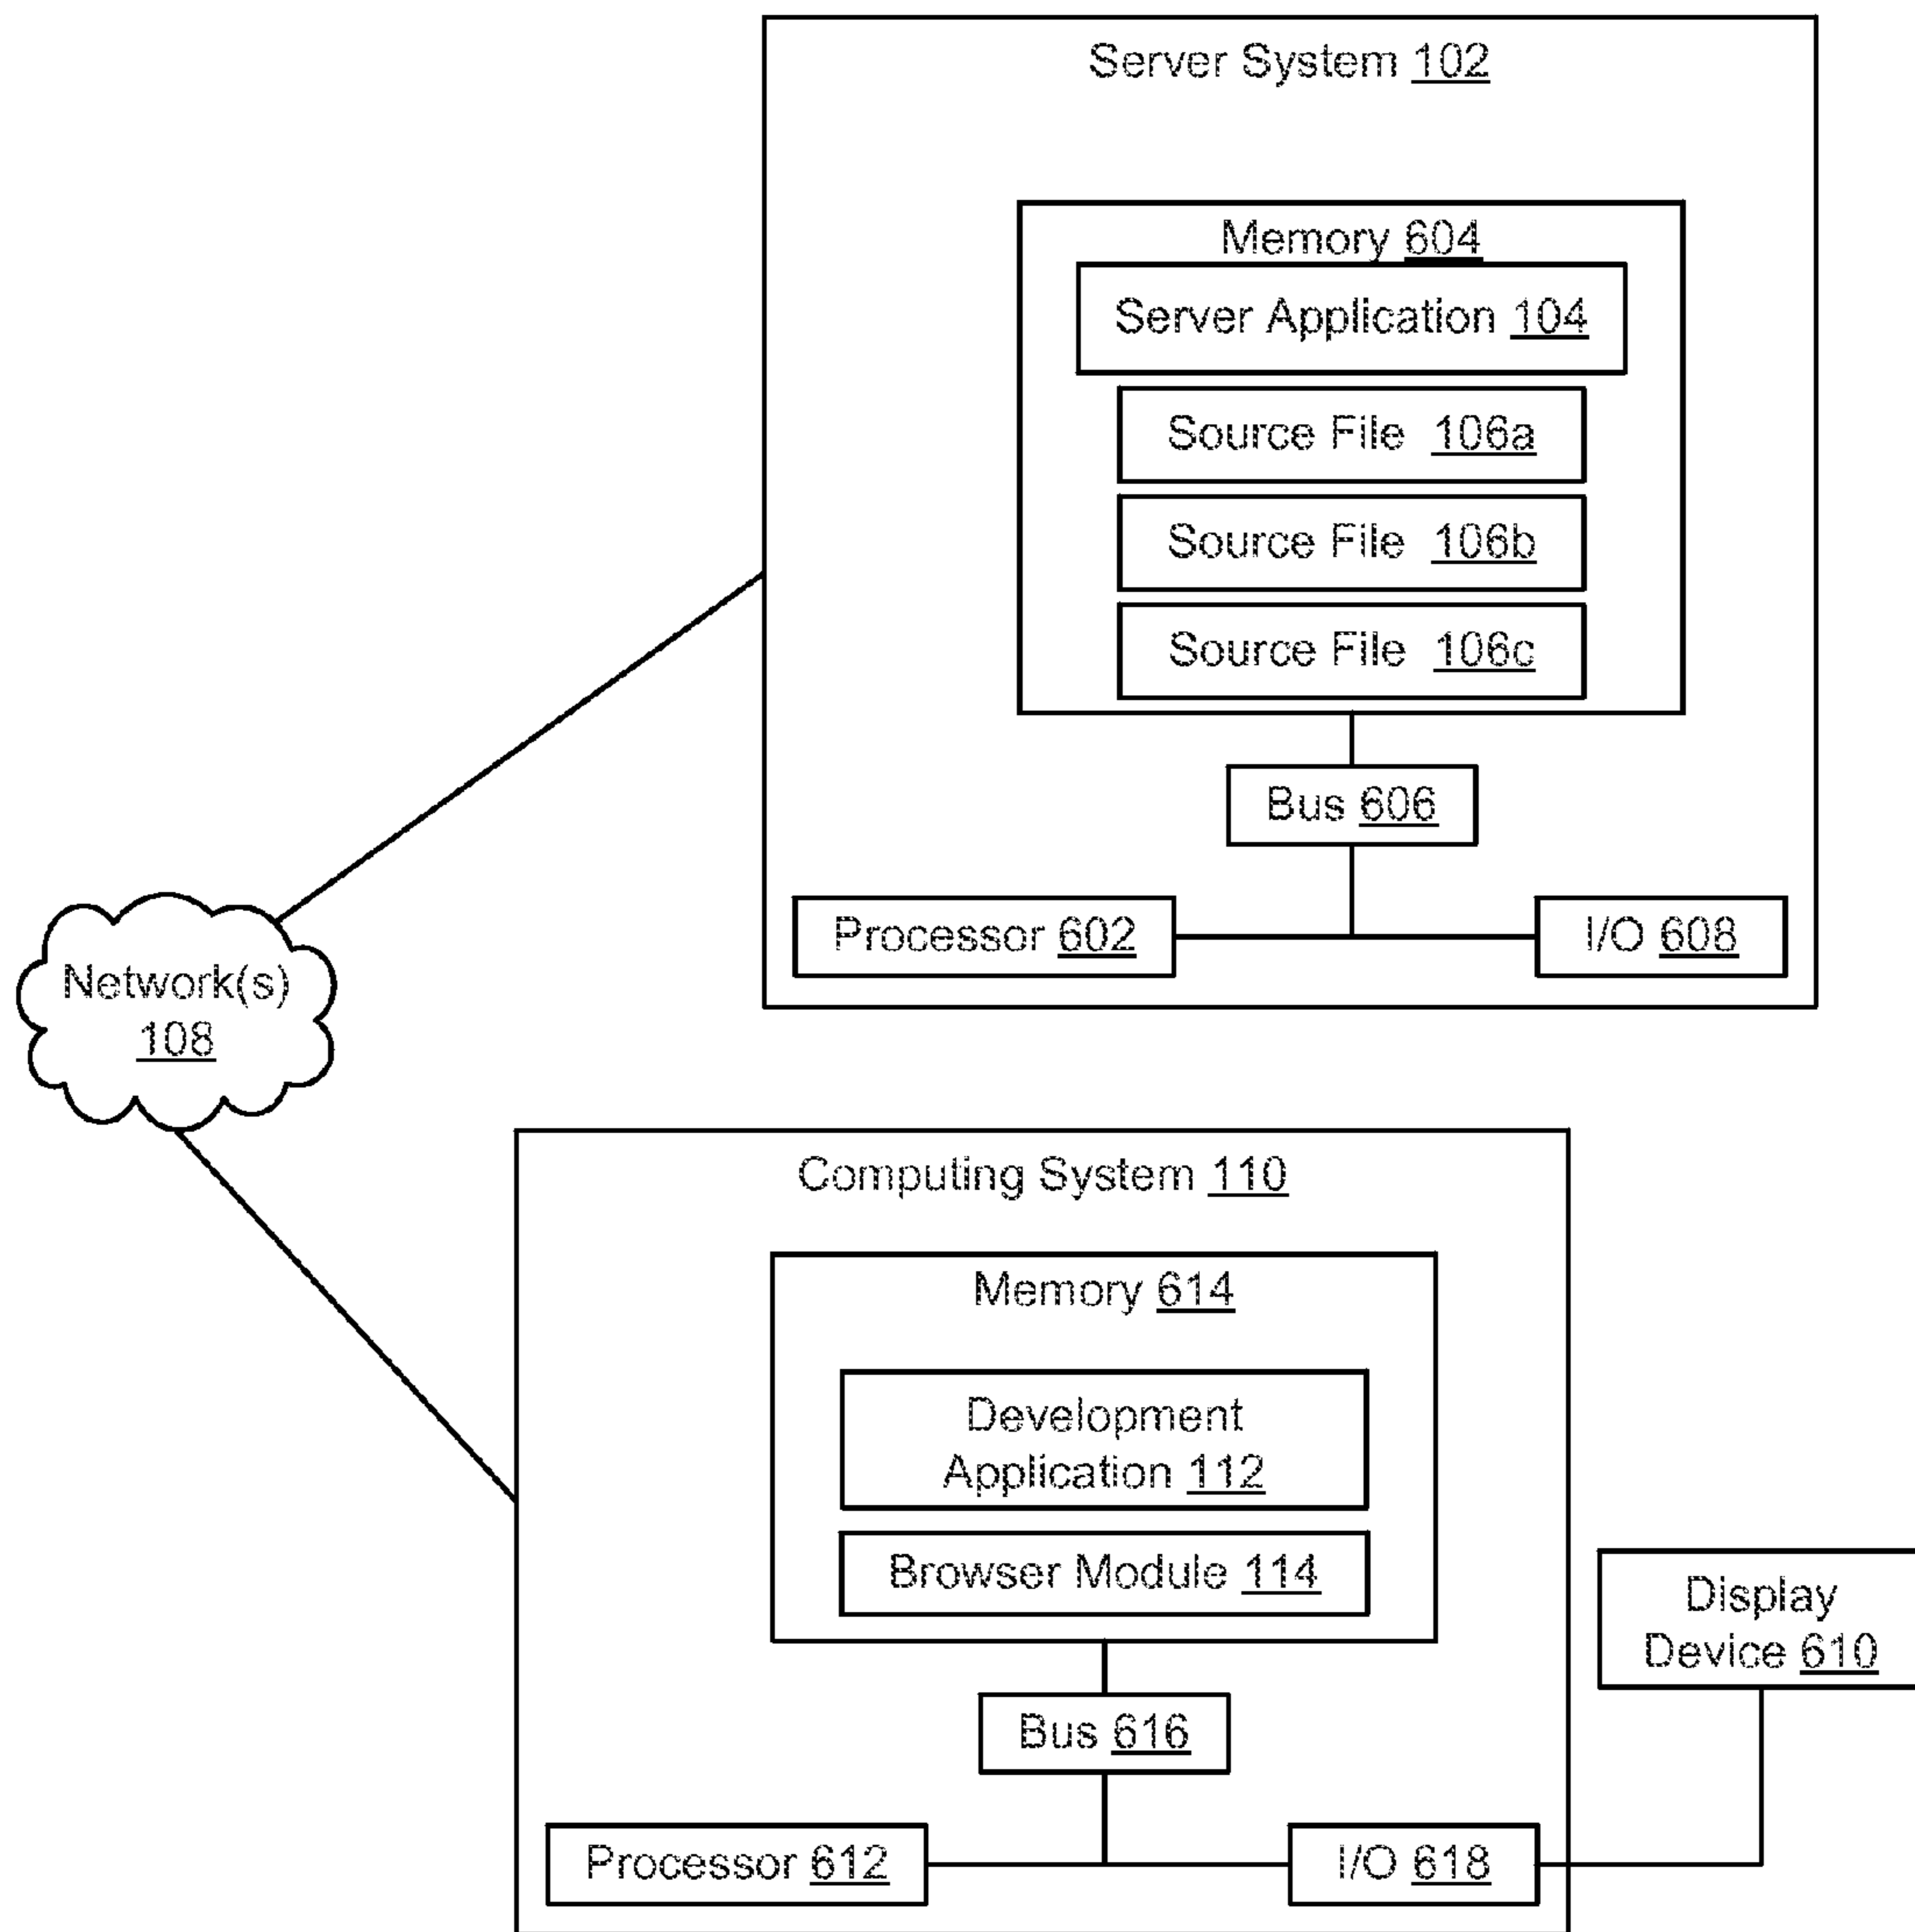 Server System 102
Memory 604
Server Application 104
Source File 106a
Source File 106b
Source File 106c
Bus 606
Processor 602
I/O 608
Network(s)
108
Computing System 110
Memory 614
Development
Application 112
Browser Module 114
Display
Device 610
Bus 616
Processor 612
I/O 618